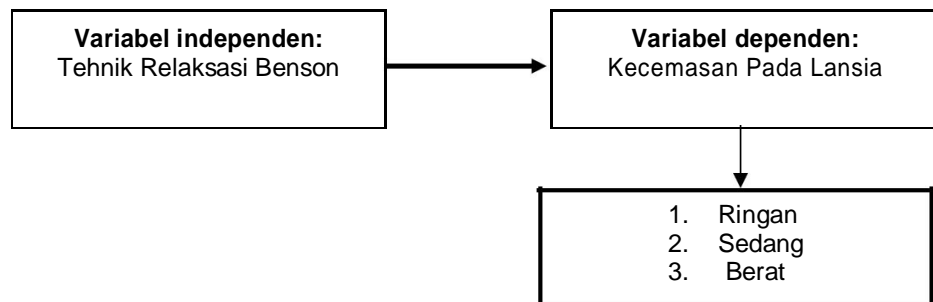 Variabel independen:
Tehnik Relaksasi Benson
Variabel dependen:
Kecemasan Pada Lansia
1. Ringan
2. Sedang
3. Berat